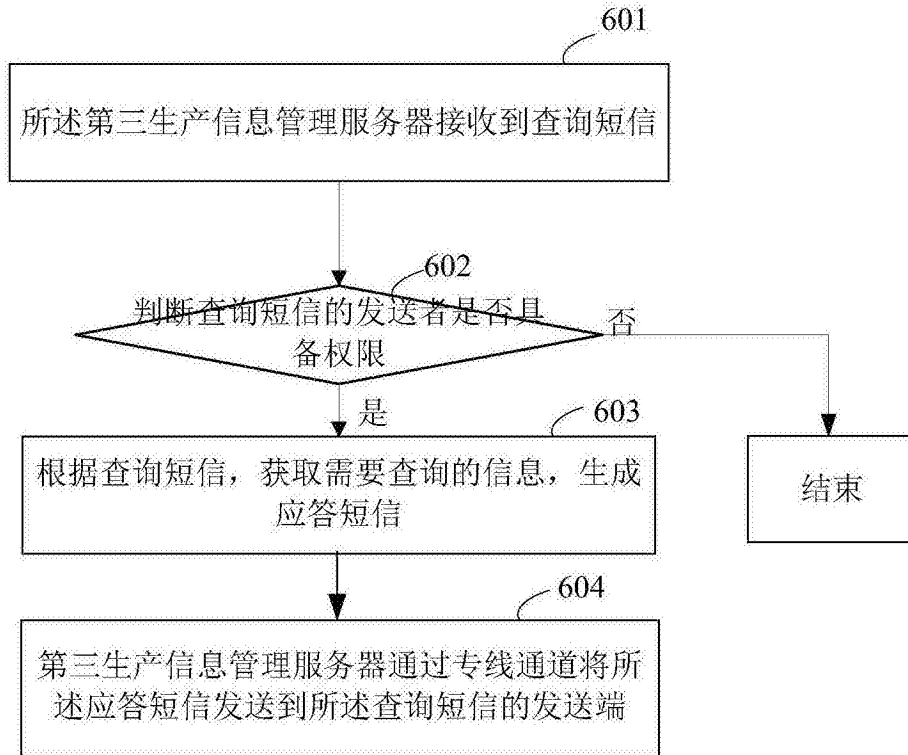 601
所述第三生产信息管理服务器接收到查询短信
602
判断查询短信的发送者是否具
备权限
否
是
603
根据查询短信，获取需要查询的信息，生成
应答短信
结束
604
第三生产信息管理服务器通过专线通道将所
述应答短信发送到所述查询短信的发送端